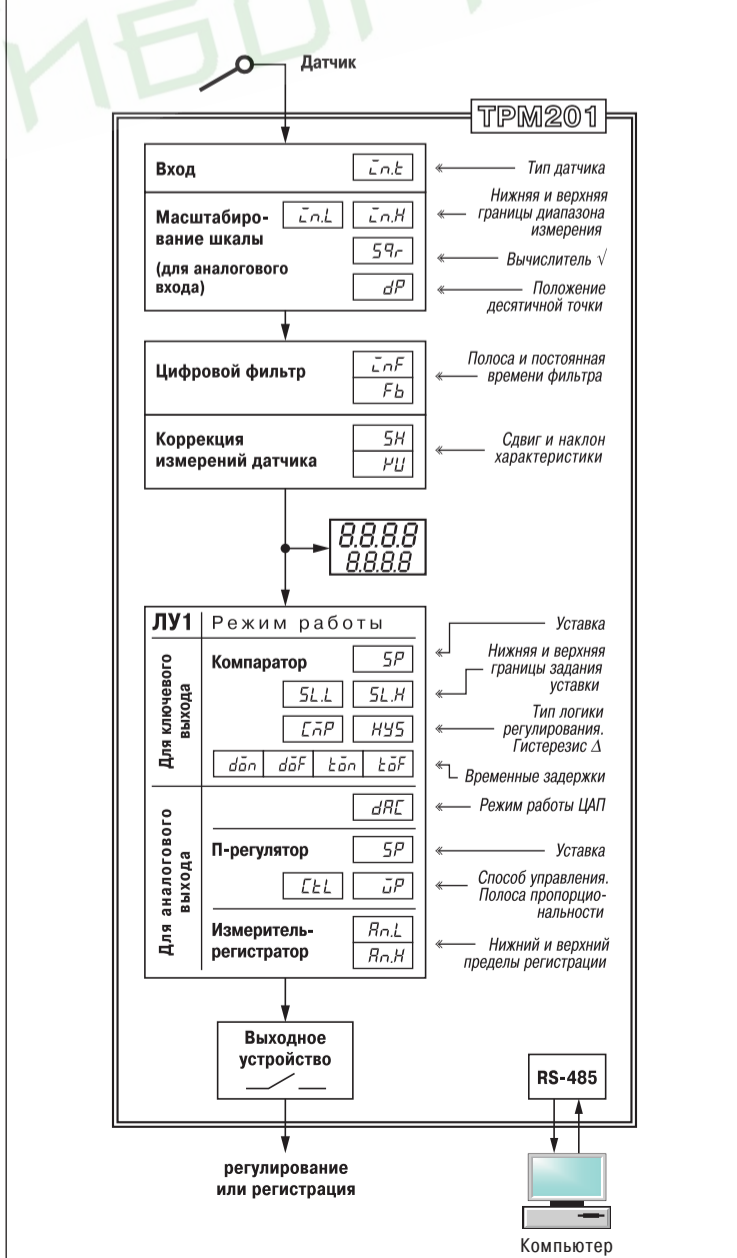 Датчик
ТРМ201
Вход in.t Тип датчика
Масштабиро-
вание шкалы
(для аналогового
входа)
in.L in.H
Нижняя и верхняя
границы диапазона
измерения
Sqr Вычислитель √
dP
Положение
десятичной точки
Цифровой фильтр
inF
Fb
Полоса и постоянная
времени фильтра
Коррекция
измерений датчика
SH
KU
Сдвиг и наклон
характеристики
8.8.8.8
8.8.8.8
ЛУ1 Режим работы
Для ключевого
выхода
Компаратор SP Уставка
SL.L SL.H
Нижняя и верхняя
границы задания
уставки
CmP HYS
Тип логики
регулирования.
Гистерезис Δ
don doF ton toF Временные задержки
Для аналогового
выхода
dAC Режим работы ЦАП
П-регулятор SP Уставка
CtL
Способ управления.
Полоса пропорцио-
нальности
Измеритель-
регистратор
An.L
An.H
Нижний и верхний
пределы регистрации
Выходное
устройство
RS-485
регулирование
или регистрация
Компьютер